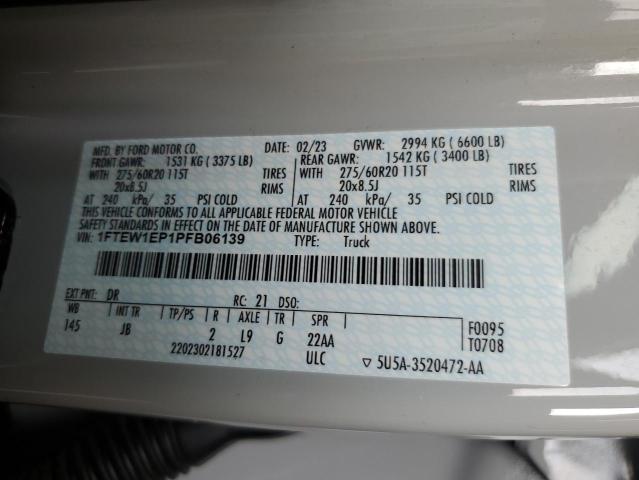 MFD. BY FORD MOTOR CO. DATE: 02/23 GVWR: 2994 KG ( 6600 LB)
FRONT GAWR: 1531 KG ( 3375 LB) REAR GAWR: 1542 KG ( 3400 LB)
WITH 275/60R20 115T TIRES WITH 275/60R20 115T TIRES
20x8.5J RIMS 20x8.5J RIMS
AT 240 kPa/ 35 PSI COLD AT 240 kPa/ 35 PSI COLD
THIS VEHICLE CONFORMS TO ALL APPLICABLE FEDERAL MOTOR VEHICLE
SAFETY STANDARDS IN EFFECT ON THE DATE OF MANUFACTURE SHOWN ABOVE.
VIN: 1FTEW1EP1PFB06139 TYPE: Truck
EXT PNT: DR RC: 21 DSO:
WB INT TR TP/PS R AXLE TR SPR F0095
145 JB 2 L9 G 22AA T0708
2202302181527 ULC ▽ 5U5A-3520472-AA